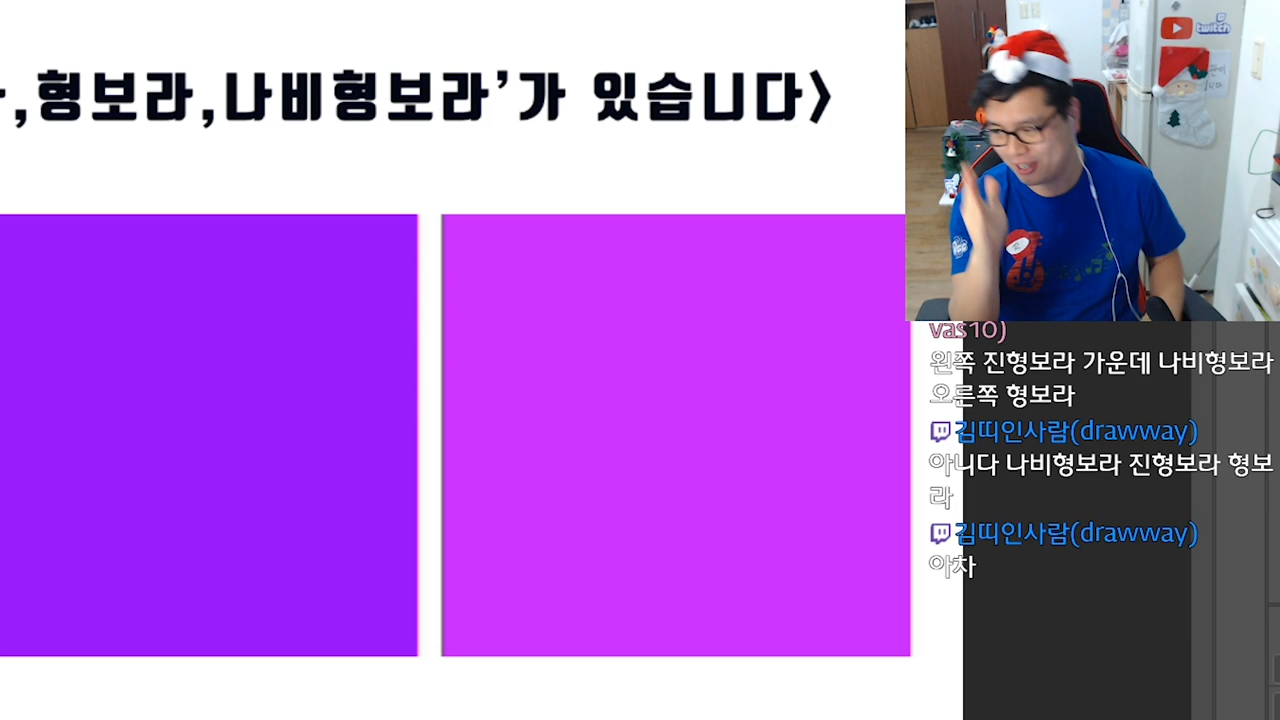 ,형보라,나비형보라’가 있습니다〉
twitch
vas10)
왼쪽 진형보라 가운데 나비형보라
오른쪽 형보라
김띠인사람(drawway)
아니다 나비형보라 진형보라 형보
라
김띠인사람(drawway)
아차